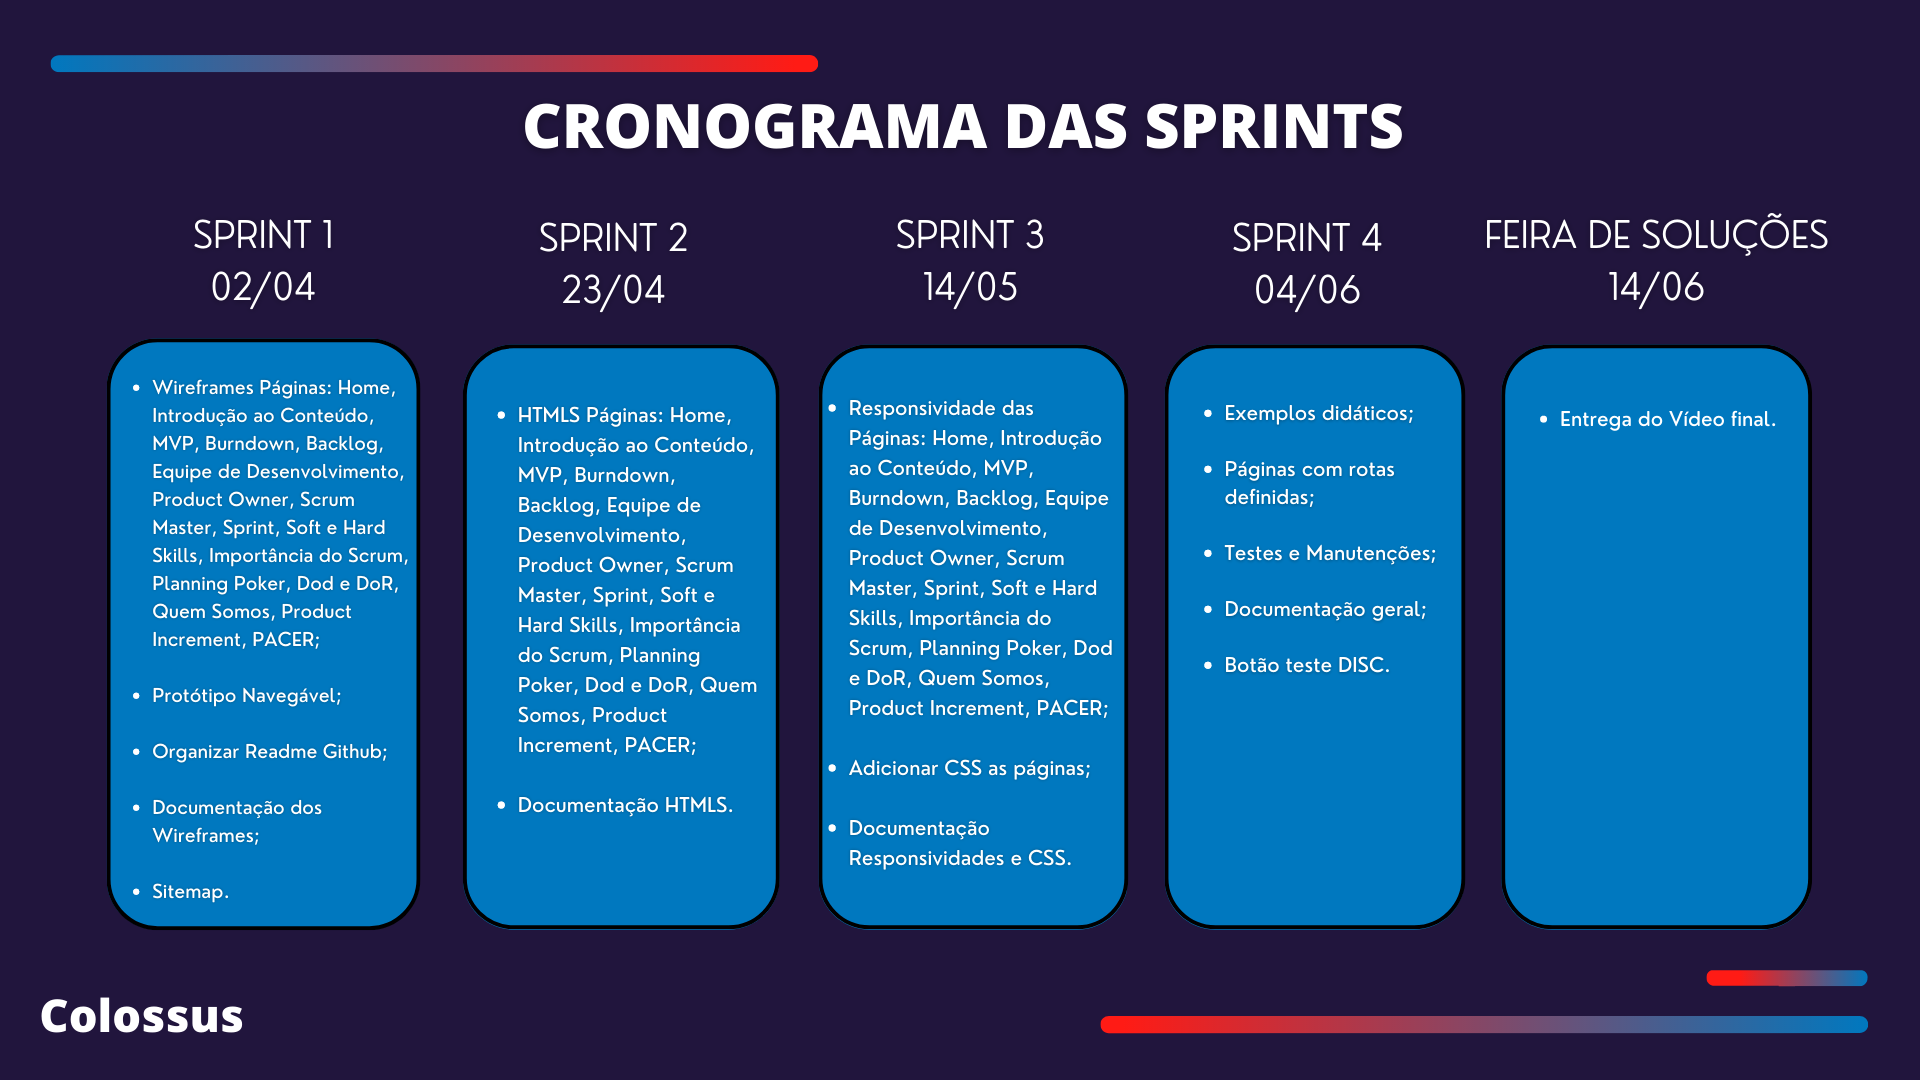 CRONOGRAMA DAS SPRINTS
SPRINT 1
02/04
• Wireframes Páginas: Home,
Introdução ao Conteúdo,
MVP, Burndown, Backlog,
Equipe de Desenvolvimento,
Product Owner, Scrum
Master, Sprint, Soft e Hard
Skills, Importância do Scrum,
Planning Poker, Dod e DoR,
Quem Somos, Product
Increment, PACER;
• Protótipo Navegável;
• Organizar Readme Github;
• Documentação dos
Wireframes;
• Sitemap.
SPRINT 2
23/04
• HTMLS Páginas: Home,
Introdução ao Conteúdo,
MVP, Burndown,
Backlog, Equipe de
Desenvolvimento,
Product Owner, Scrum
Master, Sprint, Soft e
Hard Skills, Importância
do Scrum, Planning
Poker, Dod e DoR, Quem
Somos, Product
Increment, PACER;
• Documentação HTMLS.
SPRINT 3
14/05
• Responsividade das
Páginas: Home, Introdução
ao Conteúdo, MVP,
Burndown, Backlog, Equipe
de Desenvolvimento,
Product Owner, Scrum
Master, Sprint, Soft e Hard
Skills, Importância do
Scrum, Planning Poker, Dod
e DoR, Quem Somos,
Product Increment, PACER;
• Adicionar CSS as páginas;
• Documentação
Responsividades e CSS.
SPRINT 4
04/06
• Exemplos didáticos;
• Páginas com rotas
definidas;
• Testes e Manutenções;
• Documentação geral;
• Botão teste DISC.
FEIRA DE SOLUÇÕES
14/06
• Entrega do Vídeo final.
Colossus